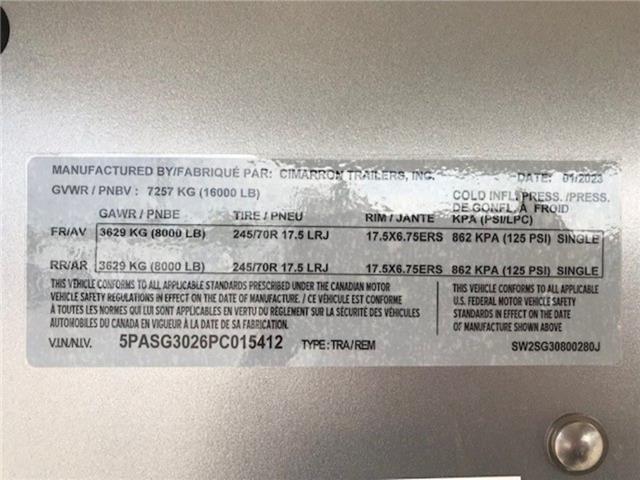 MANUFACTURED BY/FABRIQUÉ PAR: CIMARRON TRAILERS, INC. DATE: 01/2023
GVWR / PNBV : 7257 KG (16000 LB) COLD INFL. PRESS. /PRESS.
DE GONFL. À FROID
GAWR / PNBE TIRE / PNEU RIM / JANTE KPA (PSI/LPC)
FR/AV 3629 KG (8000 LB) 245/70R 17.5 LRJ 17.5X6.75ERS 862 KPA (125 PSI) SINGLE
RR/AR 3629 KG (8000 LB) 245/70R 17.5 LRJ 17.5X6.75ERS 862 KPA (125 PSI) SINGLE
THIS VEHICLE CONFORMS TO ALL APPLICABLE STANDARDS PRESCRIBED UNDER THE CANADIAN MOTOR
VEHICLE SAFETY REGULATIONS IN EFFECT ON THE DATE OF MANUFACTURE. / CE VÉHICULE EST CONFORME
À TOUTES LES NORMES QUI LUI SONT APPLICABLES EN VERTU DU RÈGLEMENT SUR LA SÉCURITÉ DES VÉHICULES
AUTOMOBILES DU CANADA EN VIGUEUR À LA DATE DE SA FABRICATION.
THIS VEHICLE CONFORMS TO ALL APPLICABLE
U.S. FEDERAL MOTOR VEHICLE SAFETY
STANDARDS IN EFFECT ON THE DATE
OF MANUFACTURE SHOWN ABOVE
V.I.N./N.I.V. 5PASG3026PC015412 TYPE: TRA/REM SW2SG30800280J